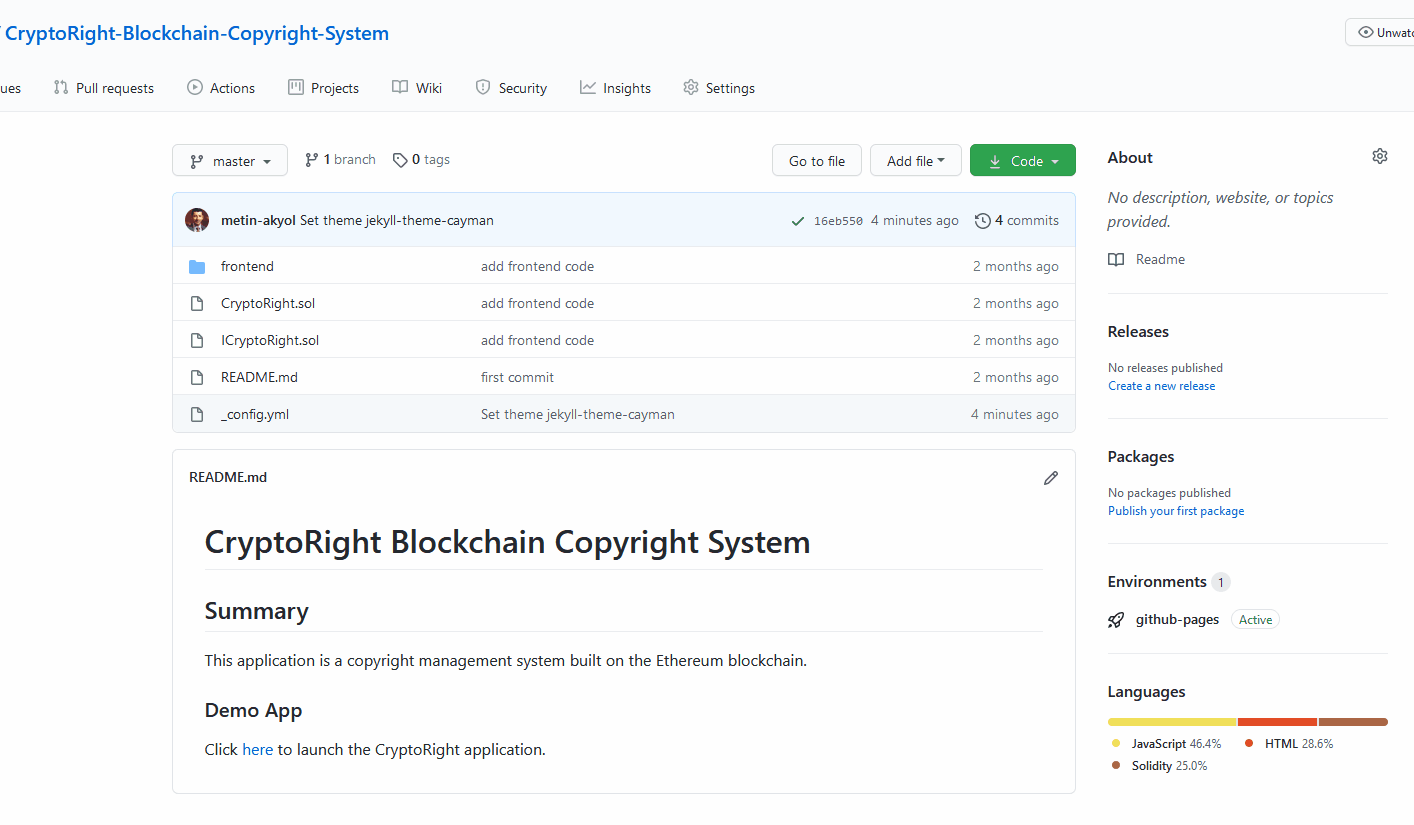 CryptoRight-Blockchain-Copyright-System
Unwatc
ues Pull requests Actions Projects Wiki Security Insights Settings
master 1 branch 0 tags Go to file Add file Code
metin-akyol Set theme jekyll-theme-cayman 16eb550 4 minutes ago 4 commits
frontend add frontend code 2 months ago
CryptoRight.sol add frontend code 2 months ago
ICryptoRight.sol add frontend code 2 months ago
README.md first commit 2 months ago
_config.yml Set theme jekyll-theme-cayman 4 minutes ago
README.md
CryptoRight Blockchain Copyright System
Summary
This application is a copyright management system built on the Ethereum blockchain.
Demo App
Click here to launch the CryptoRight application.
About
No description, website, or topics
provided.
Readme
Releases
No releases published
Create a new release
Packages
No packages published
Publish your first package
Environments 1
github-pages Active
Languages
JavaScript 46.4% HTML 28.6%
Solidity 25.0%